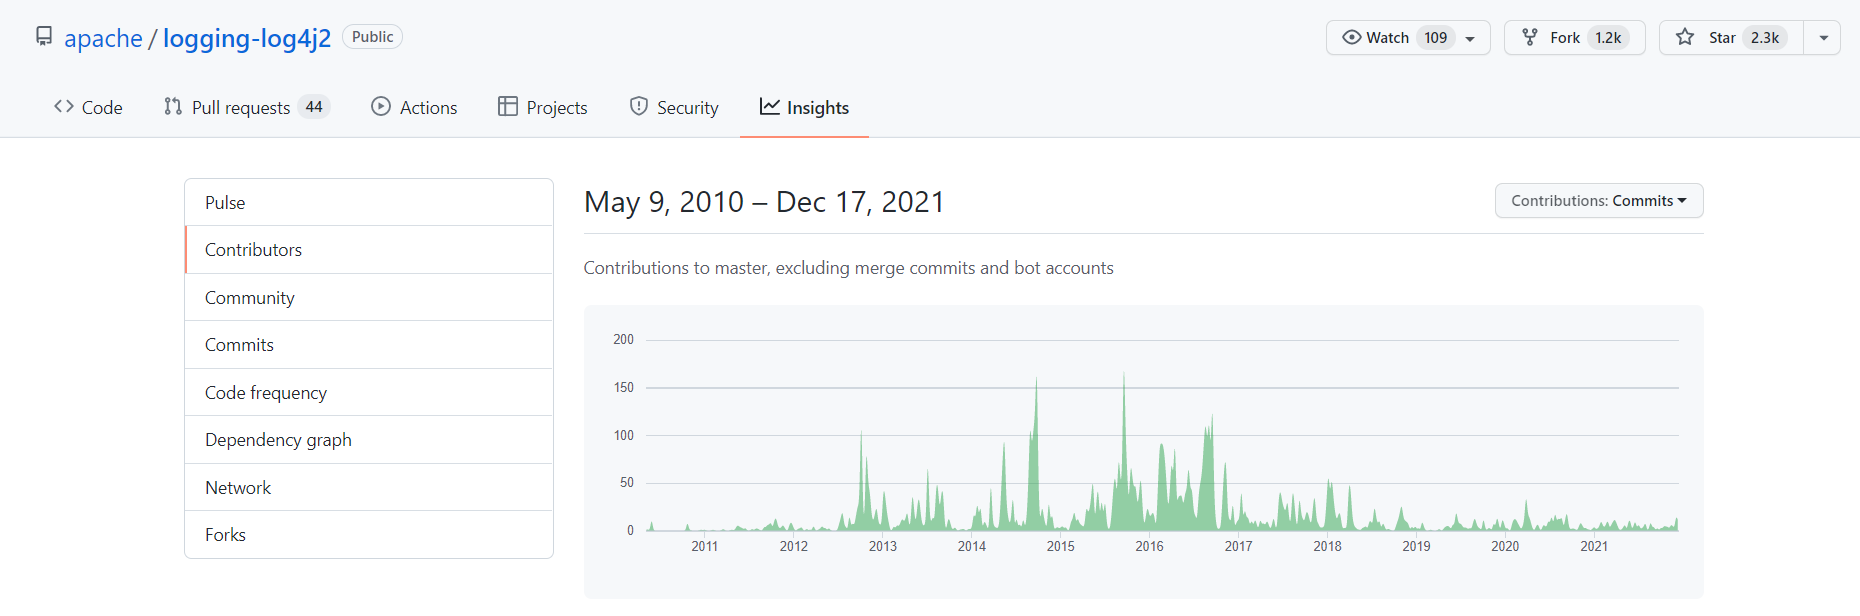 apache / logging-log4j2 Public Watch 109 Fork 1.2k Star 2.3k
Code Pull requests 44 Actions Projects Security Insights
Pulse
Contributors
Community
Commits
Code frequency
Dependency graph
Network
Forks
May 9, 2010 – Dec 17, 2021 Contributions: Commits
Contributions to master, excluding merge commits and bot accounts
200
150
100
50
0
2011 2012 2013 2014 2015 2016 2017 2018 2019 2020 2021